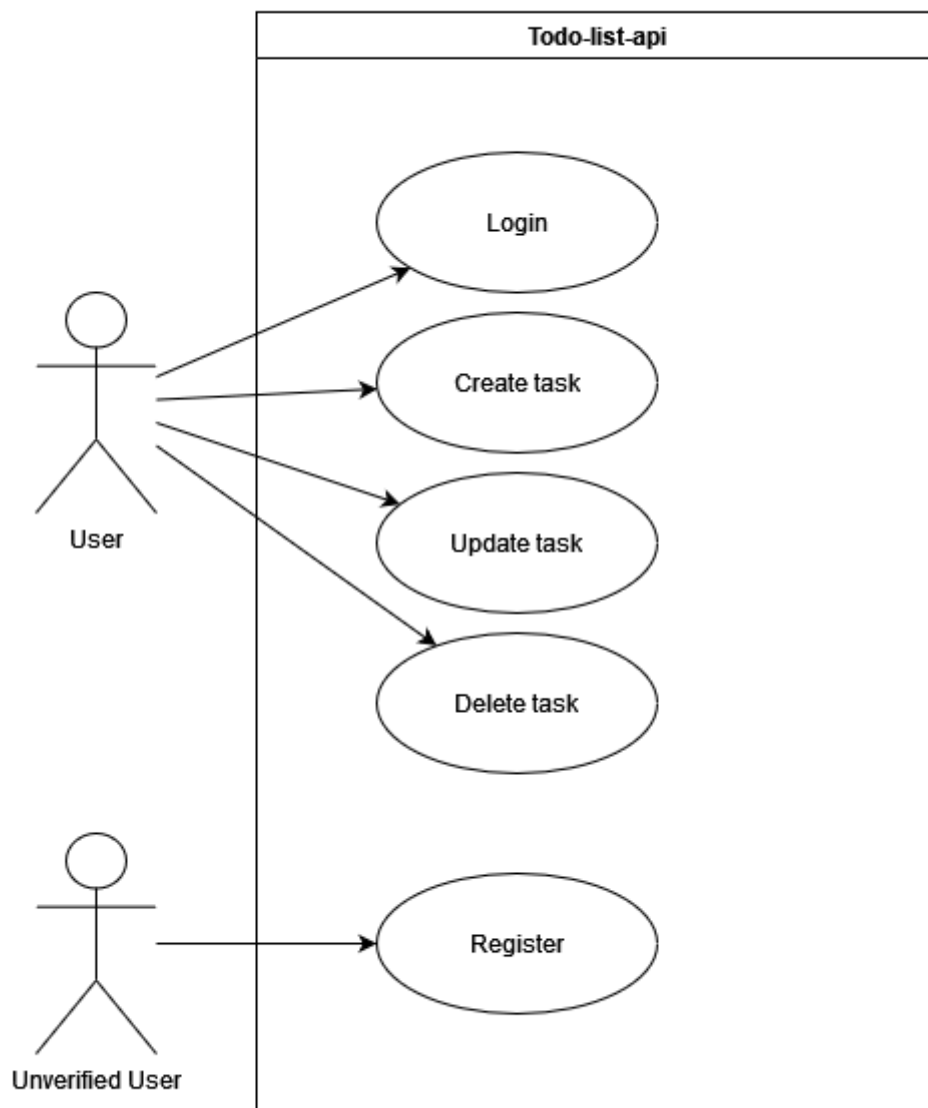 Todo-list-api
Login
Create task
User
Update task
Delete task
Register
Unverified User